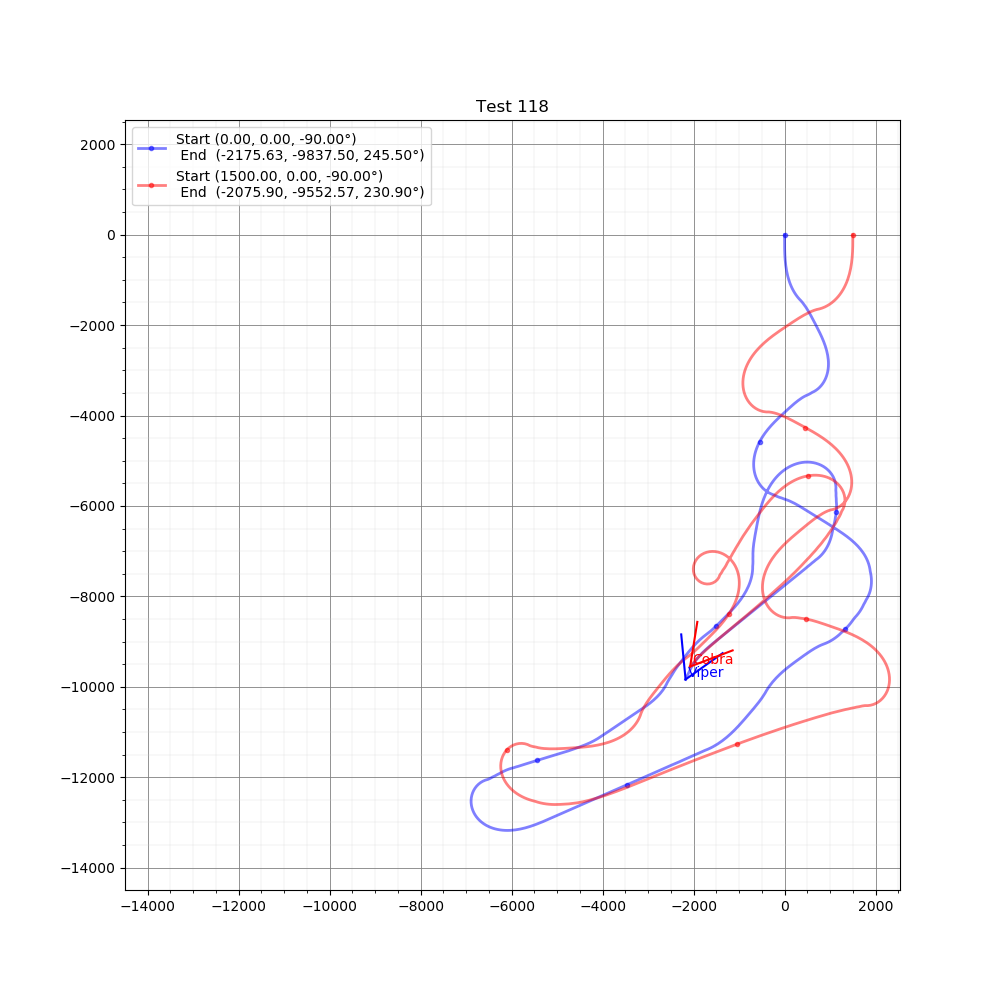 Test 118
Start (0.00, 0.00, -90.00°)
End (-2175.63, -9837.50, 245.50°)
Start (1500.00, 0.00, -90.00°)
End (-2075.90, -9552.57, 230.90°)
2000
0
−2000
−4000
−6000
−8000
−10000
−12000
−14000
Cobra
Viper
−14000 −12000 −10000 −8000 −6000 −4000 −2000 0 2000